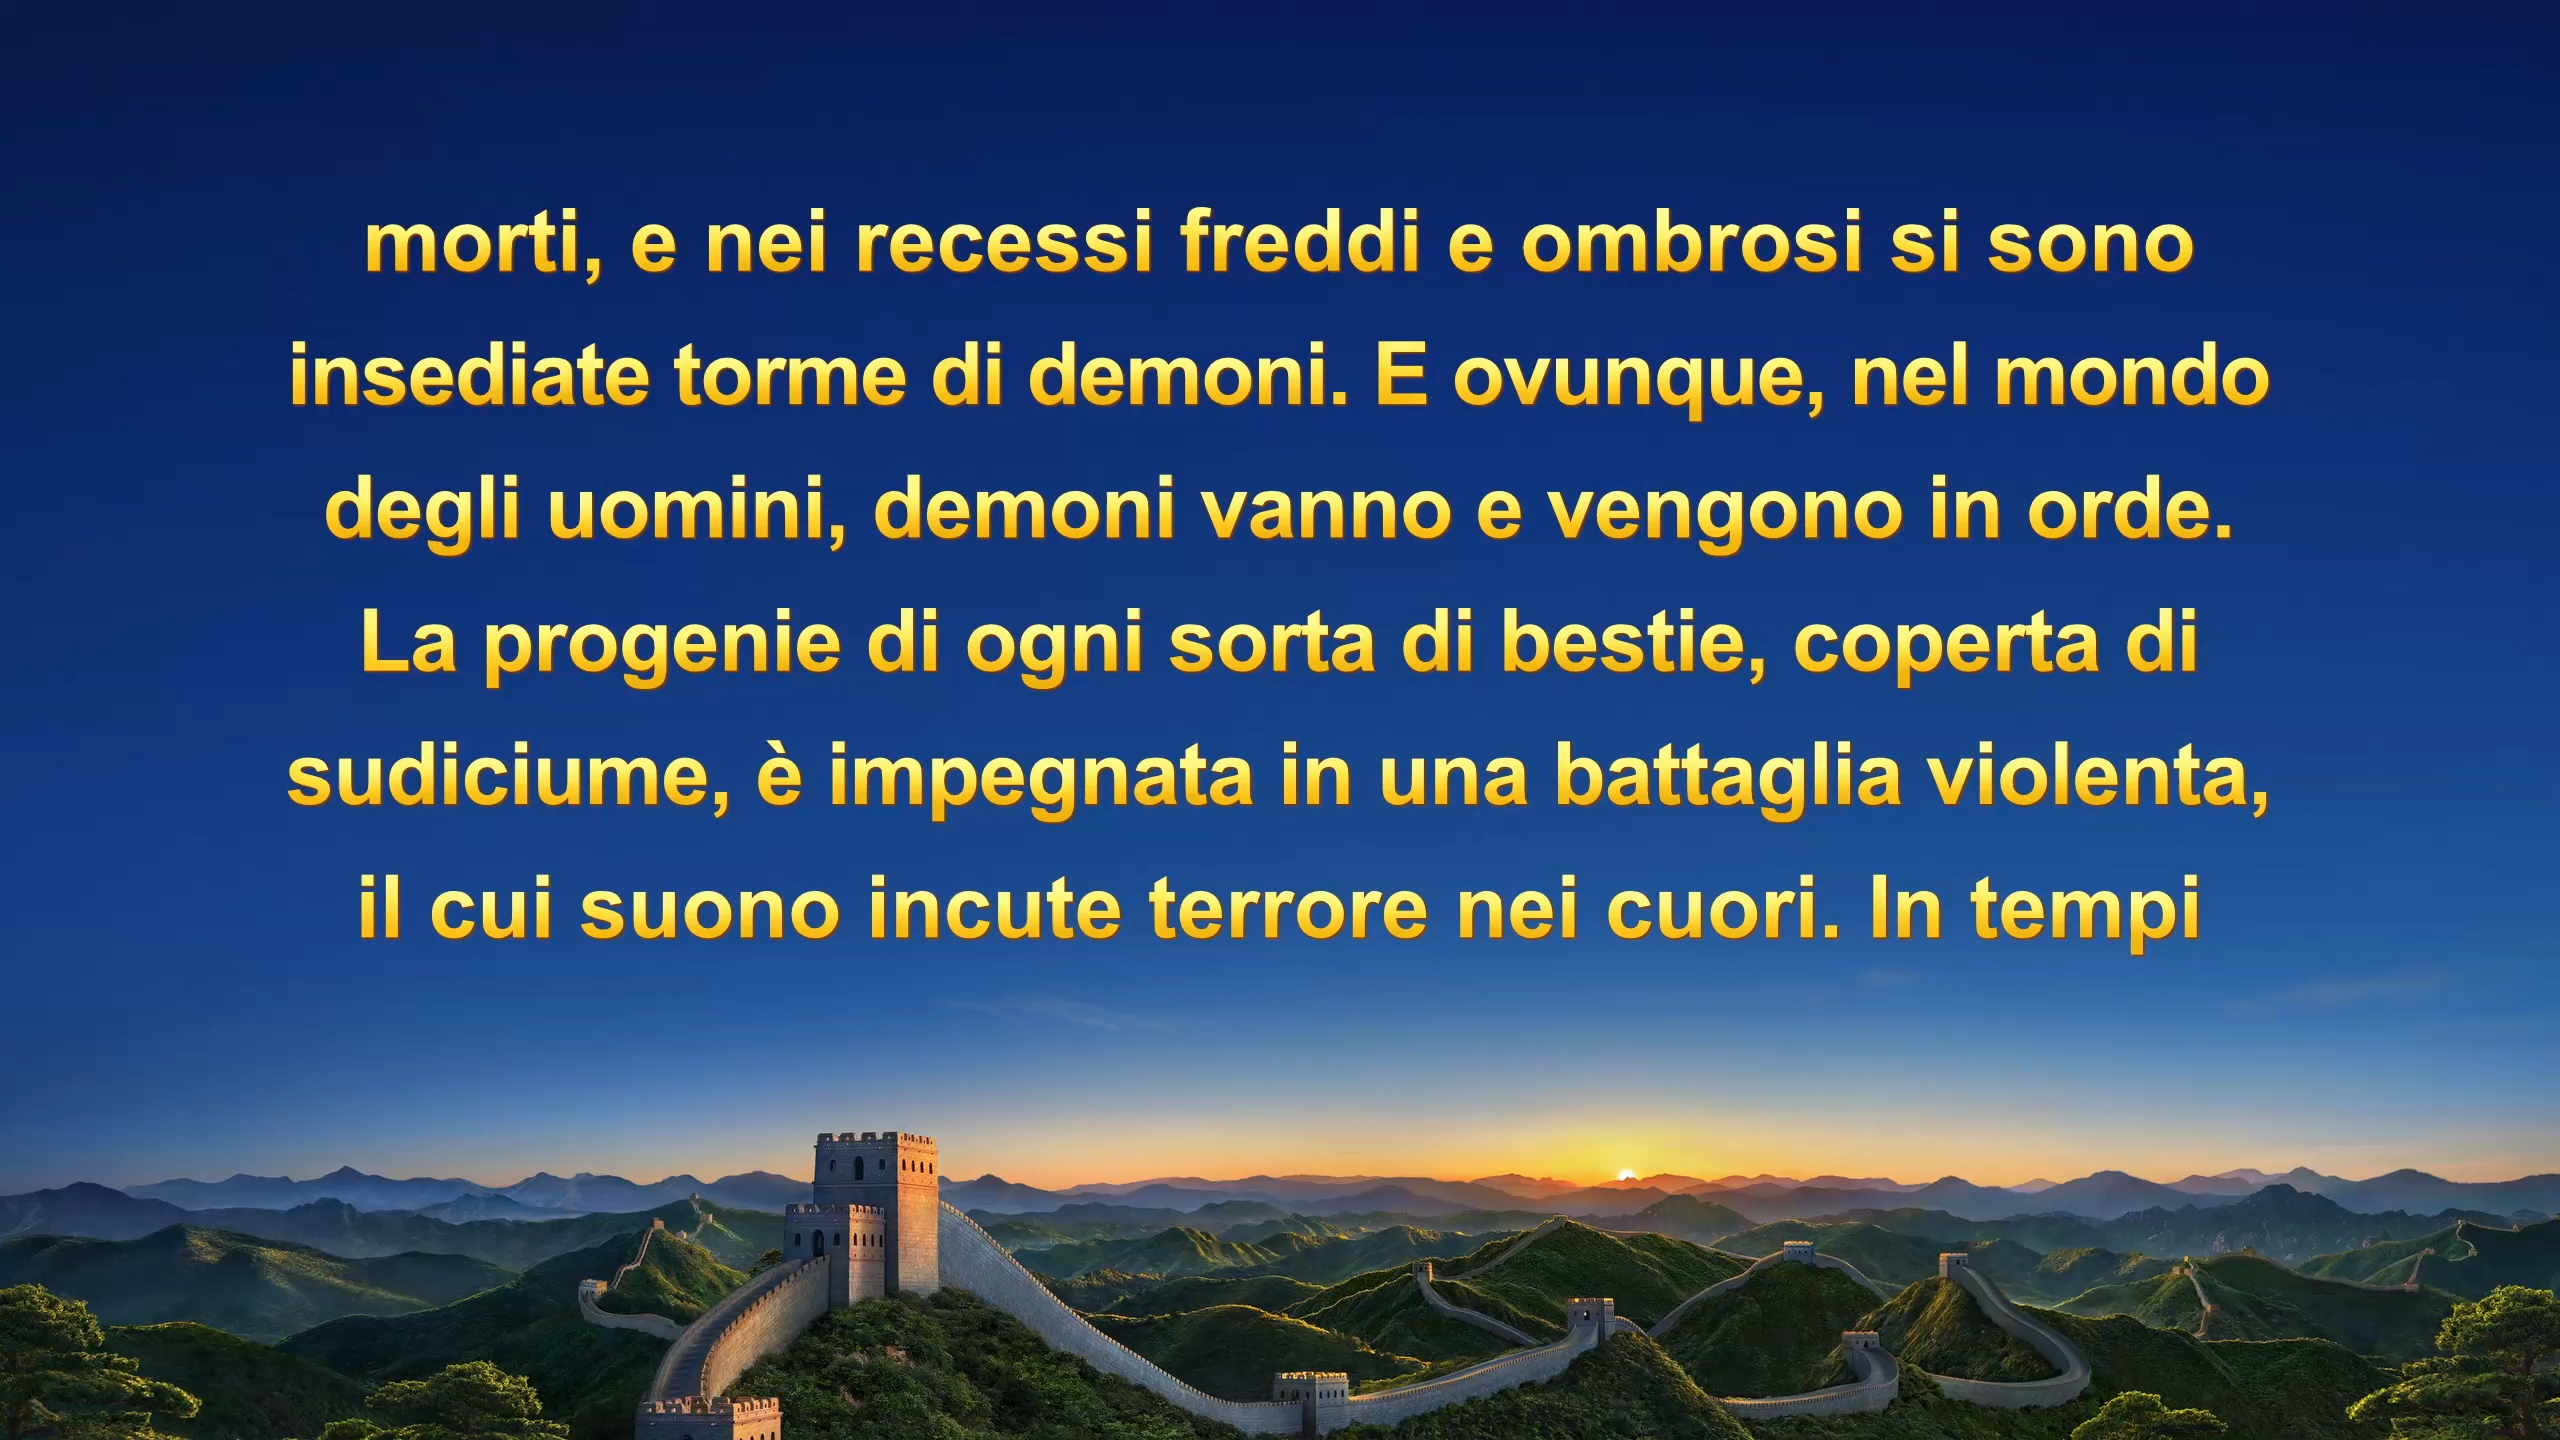 morti, e nei recessi freddi e ombrosi si sono
insediate torme di demoni. E ovunque, nel mondo
degli uomini, demoni vanno e vengono in orde.
La progenie di ogni sorta di bestie, coperta di
sudiciume, è impegnata in una battaglia violenta,
il cui suono incute terrore nei cuori. In tempi